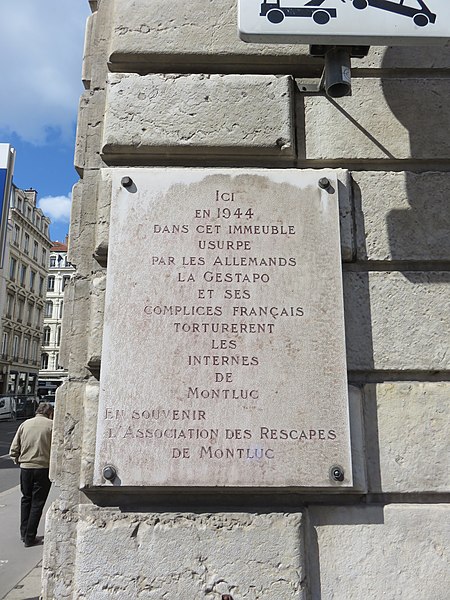 ICI
EN 1944
DANS CET IMMEUBLE
USURPE
PAR LES ALLEMANDS
LA GESTAPO
ET SES
COMPLICES FRANÇAIS
TORTURERENT
LES
INTERNES
DE
MONTLUC
EN SOUVENIR
L'ASSOCIATION DES RESCAPES
DE MONTLUC